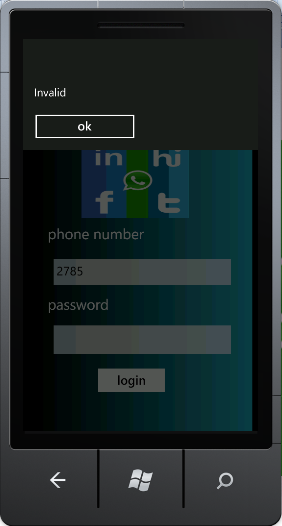 Invalid
ok
in hi
f t
phone number
2785
password
login